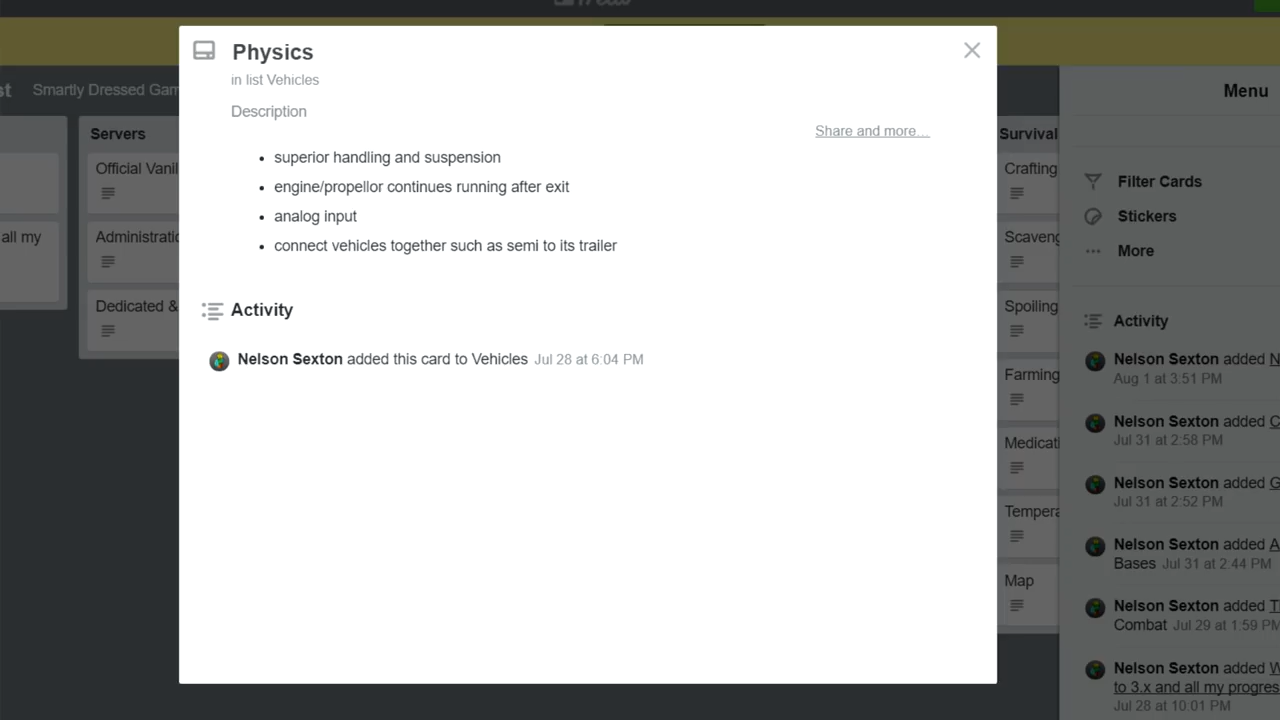 Physics
in list Vehicles
Description
Share and more...
superior handling and suspension
engine/propellor continues running after exit
analog input
connect vehicles together such as semi to its trailer
Activity
Nelson Sexton added this card to Vehicles Jul 28 at 6:04 PM
st Smartly Dressed Gam
all my
Servers
Official Vanil
Administratio
Dedicated &
Survival
Crafting
Scaveng
Spoiling
Farming
Medicati
Tempera
Map
Menu
Filter Cards
Stickers
More
Activity
Nelson Sexton added N
Aug 1 at 3:51 PM
Nelson Sexton added C
Jul 31 at 2:58 PM
Nelson Sexton added G
Jul 31 at 2:52 PM
Nelson Sexton added A
Bases Jul 31 at 2:44 PM
Nelson Sexton added T
Combat Jul 29 at 1:59 PM
Nelson Sexton added W
to 3.x and all my progres
Jul 28 at 10:01 PM